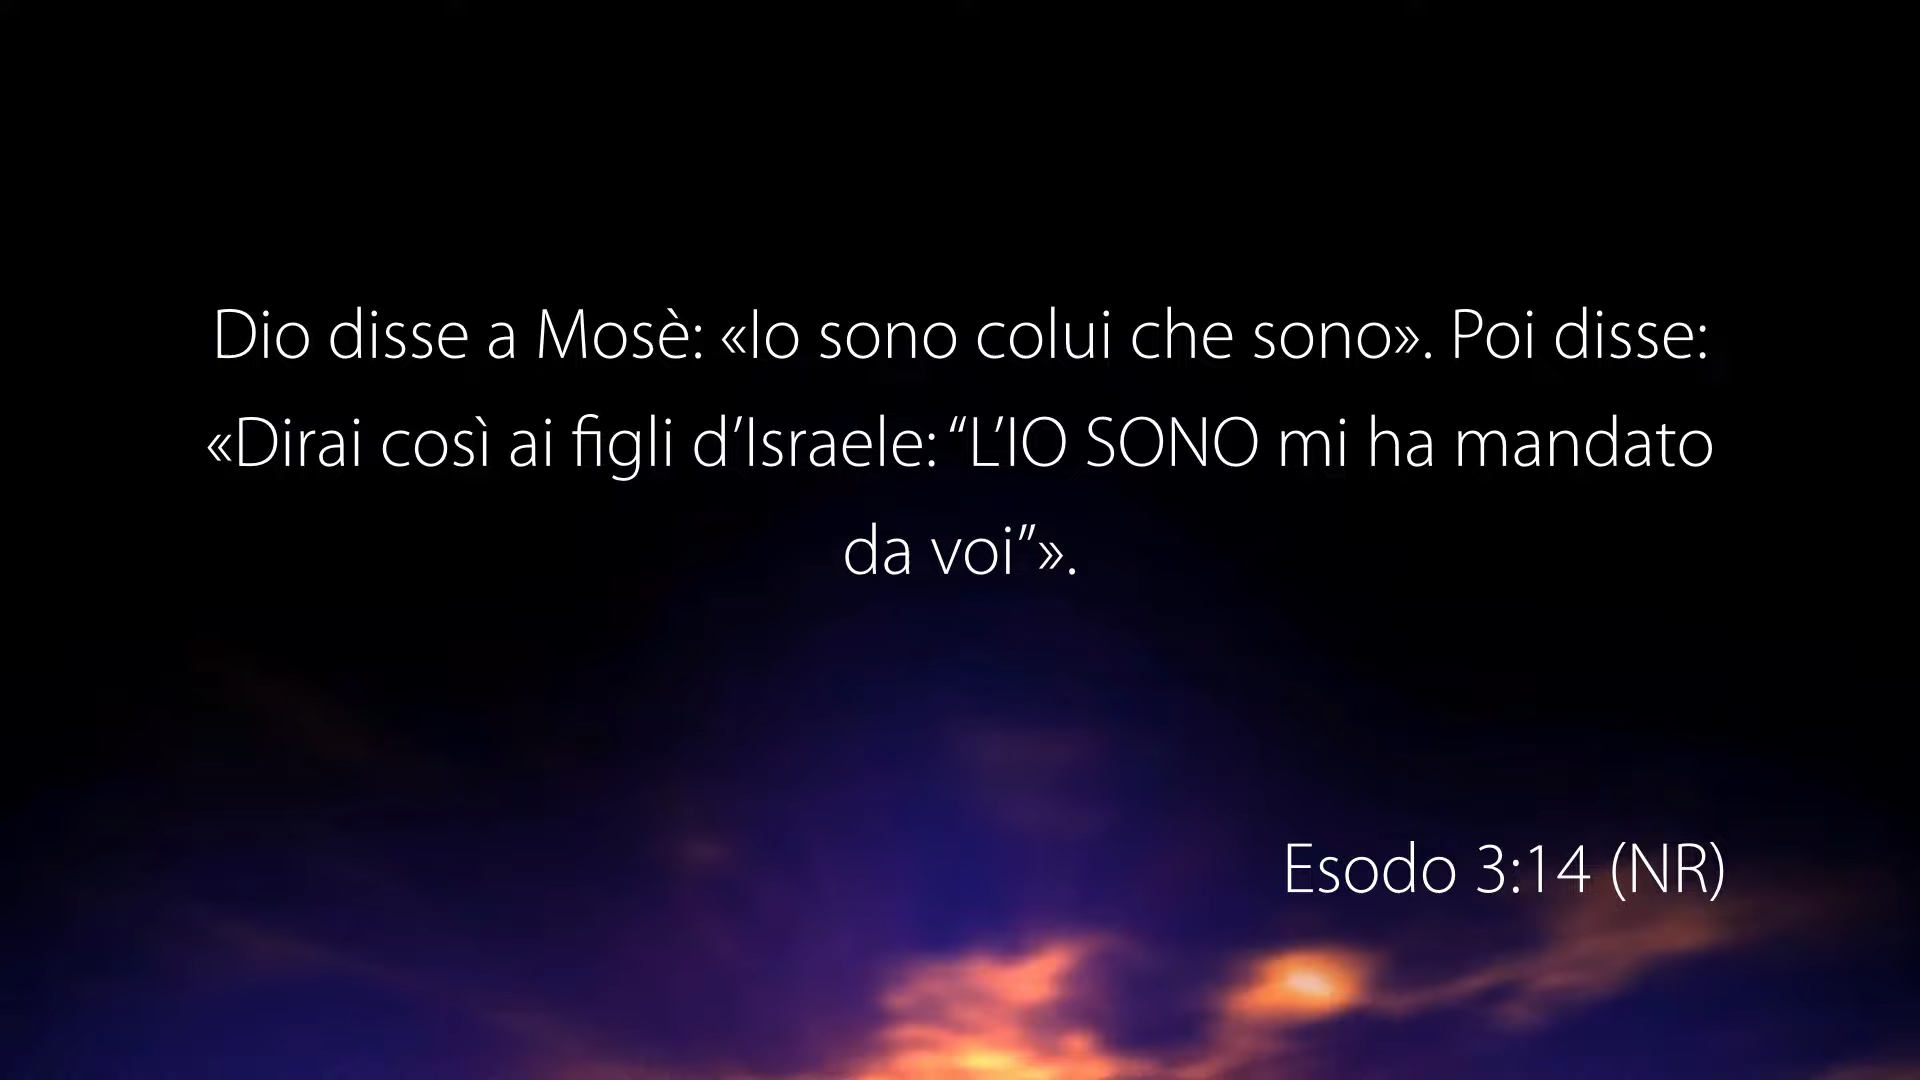 Dio disse a Mosè: «Io sono colui che sono». Poi disse:
«Dirai così ai figli d’Israele: “L’IO SONO mi ha mandato
da voi”».
Esodo 3:14 (NR)